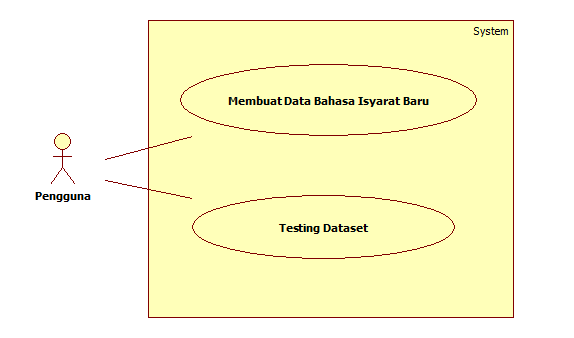 System
Membuat Data Bahasa Isyarat Baru
Pengguna
Testing Dataset